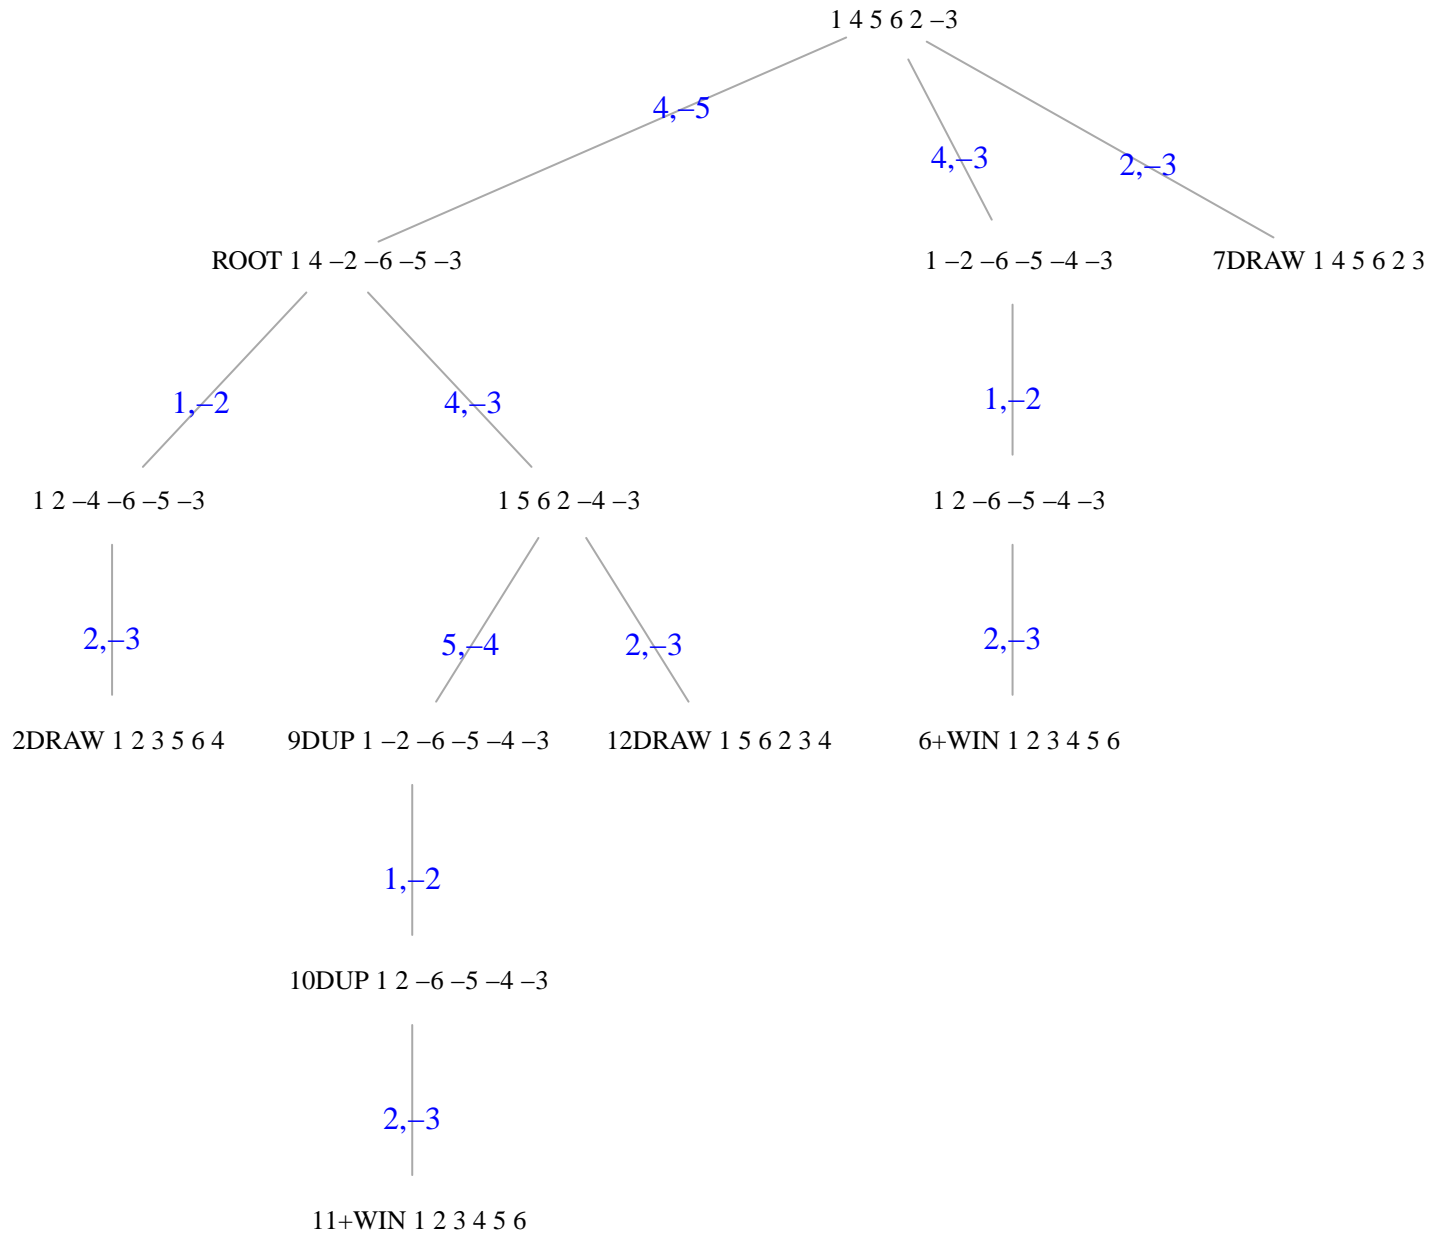 1 4 5 6 2 –3
4,–5
4,–3
2,–3
ROOT 1 4 –2 –6 –5 –3
1 –2 –6 –5 –4 –3
7DRAW 1 4 5 6 2 3
1,–2
4,–3
1,–2
1 2 –4 –6 –5 –3
1 5 6 2 –4 –3
1 2 –6 –5 –4 –3
2,–3
5,–4
2,–3
2,–3
2DRAW 1 2 3 5 6 4
9DUP 1 –2 –6 –5 –4 –3
12DRAW 1 5 6 2 3 4
6+WIN 1 2 3 4 5 6
1,–2
10DUP 1 2 –6 –5 –4 –3
2,–3
11+WIN 1 2 3 4 5 6